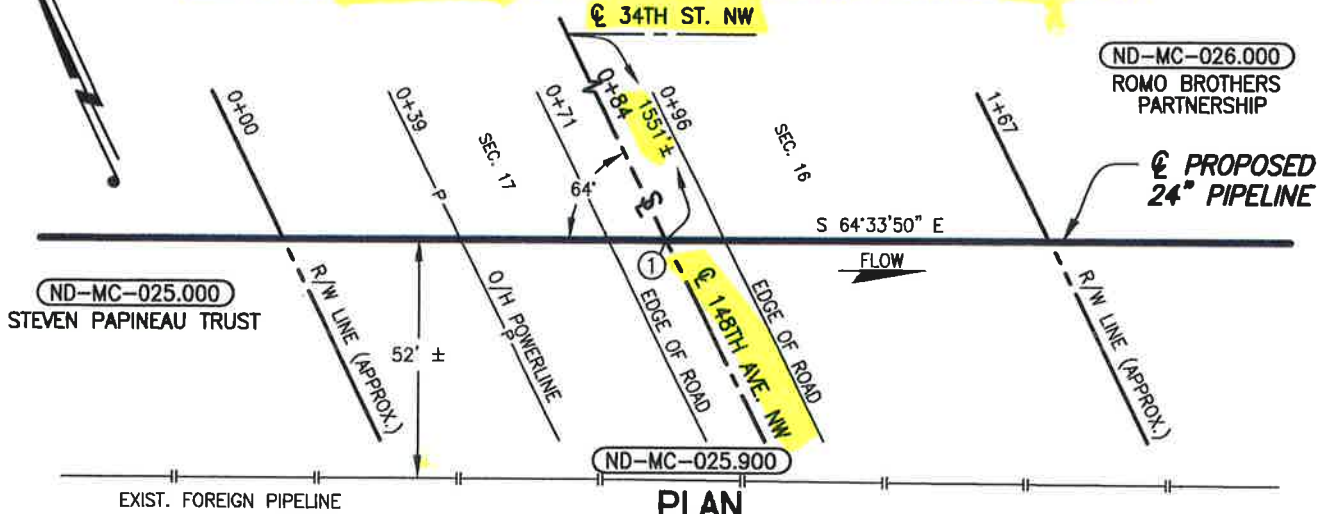 ℄ 34TH ST. NW
ND-MC-026.000
ROMO BROTHERS
PARTNERSHIP
0+00
0+39
0+71
0+84
1551'±
0+96
1+67
SEC. 17
SEC. 16
℄ PROPOSED
24" PIPELINE
64°
S 64°33'50" E
FLOW
P
1
ND-MC-025.000
STEVEN PAPINEAU TRUST
52' ±
R/W LINE (APPROX.)
O/H POWERLINE
P
EDGE OF ROAD
℄ 148TH AVE. NW
EDGE OF ROAD
R/W LINE (APPROX.)
ND-MC-025.900
EXIST. FOREIGN PIPELINE
PLAN